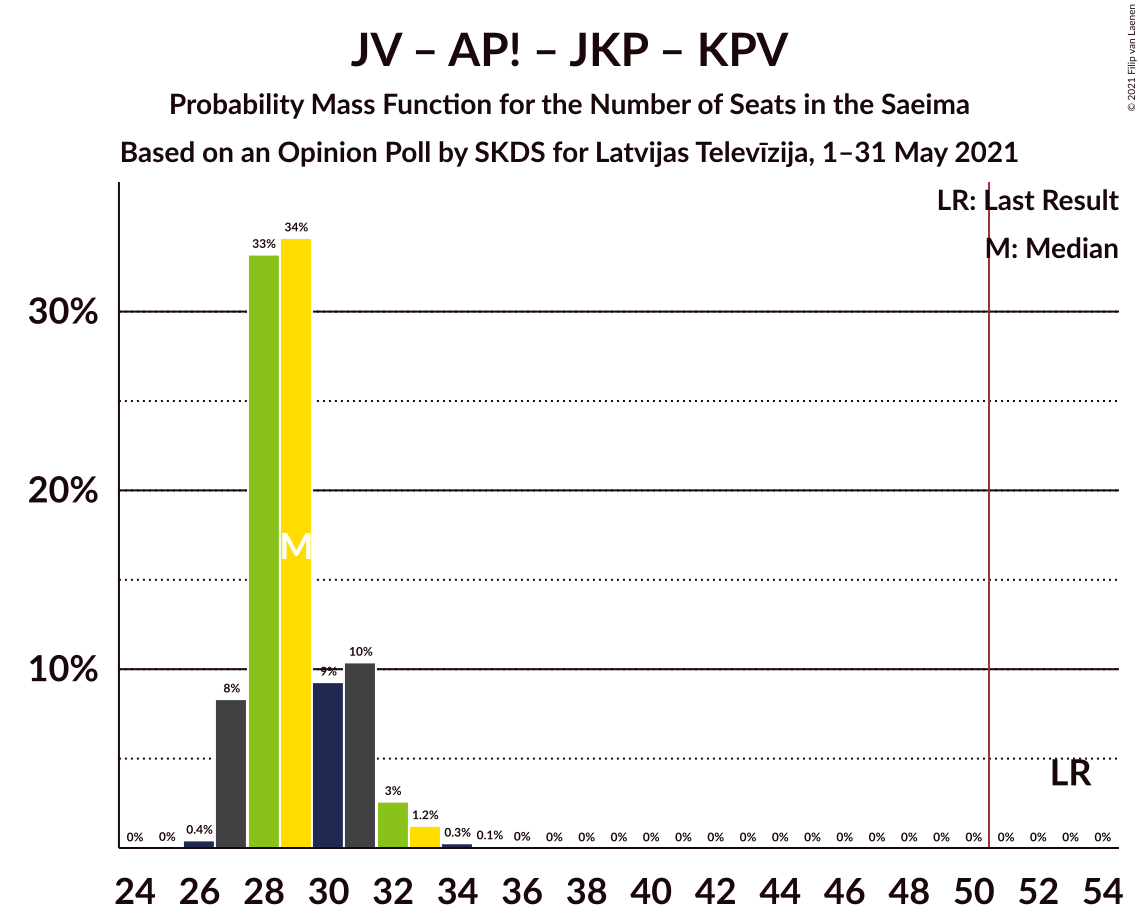 JV – AP! – JKP – KPV
Probability Mass Function for the Number of Seats in the Saeima
Based on an Opinion Poll by SKDS for Latvijas Televīzija, 1–31 May 2021
© 2021 Filip van Laenen
LR: Last Result
M: Median
34%
33%
30%
20%
M
10%
10%
9%
8%
LR
3%
1.2%
0% 0% 0.4% 0.3% 0.1% 0% 0% 0% 0% 0% 0% 0% 0% 0% 0% 0% 0% 0% 0% 0% 0% 0% 0% 0%
24 26 28 30 32 34 36 38 40 42 44 46 48 50 52 54